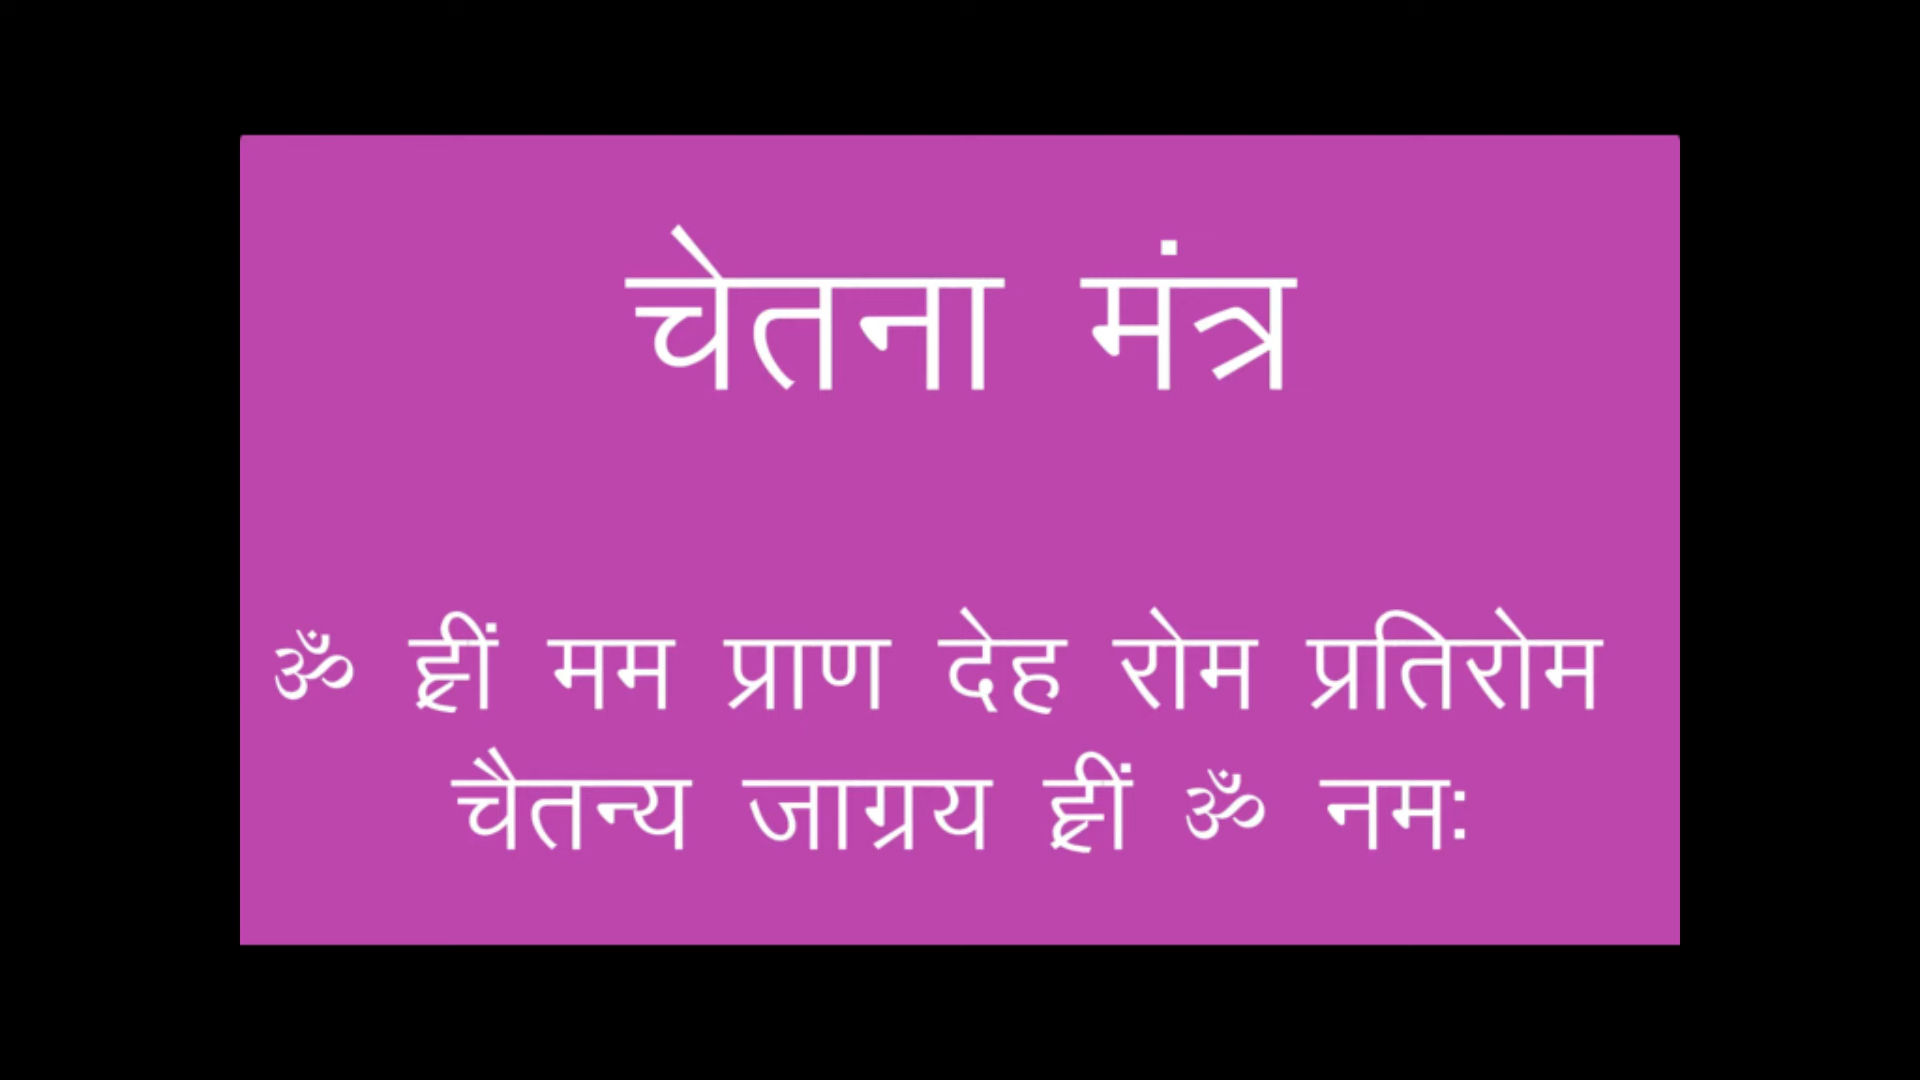 चेतना मंत्र
ॐ ह्रीं मम प्राण देह रोम प्रतिरोम
चैतन्य जाग्रय ह्रीं ॐ नम: